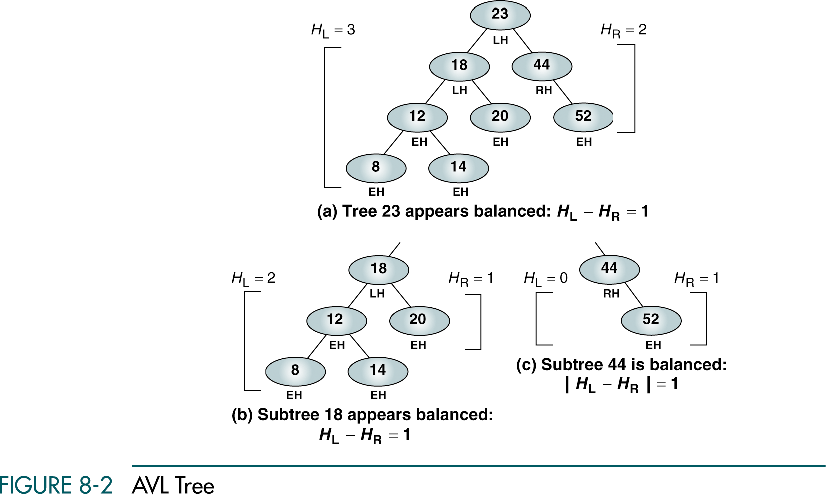 23
H_L = 3
H_R = 2
LH
18
44
LH
RH
12
20
52
EH
EH
EH
8
14
EH
EH
(a) Tree 23 appears balanced: H_L – H_R = 1
H_L = 2
18
H_R = 1
LH
12
20
EH
EH
8
14
EH
EH
(b) Subtree 18 appears balanced:
H_L – H_R = 1
H_L = 0
44
H_R = 1
RH
52
EH
(c) Subtree 44 is balanced:
| H_L – H_R | = 1
FIGURE 8-2 AVL Tree